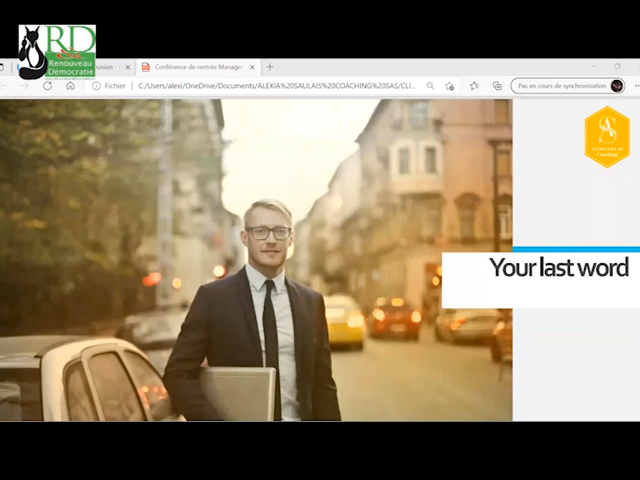 RD
Renouveau
Démocratie
Conférence de rentrée Manage
Fichier
C:/Users/alexi/OneDrive/Documents/ALEXIA%20SAULAIS%20COACHING%20SAS/CLI...
Pas en cours de synchronisation
Your last word